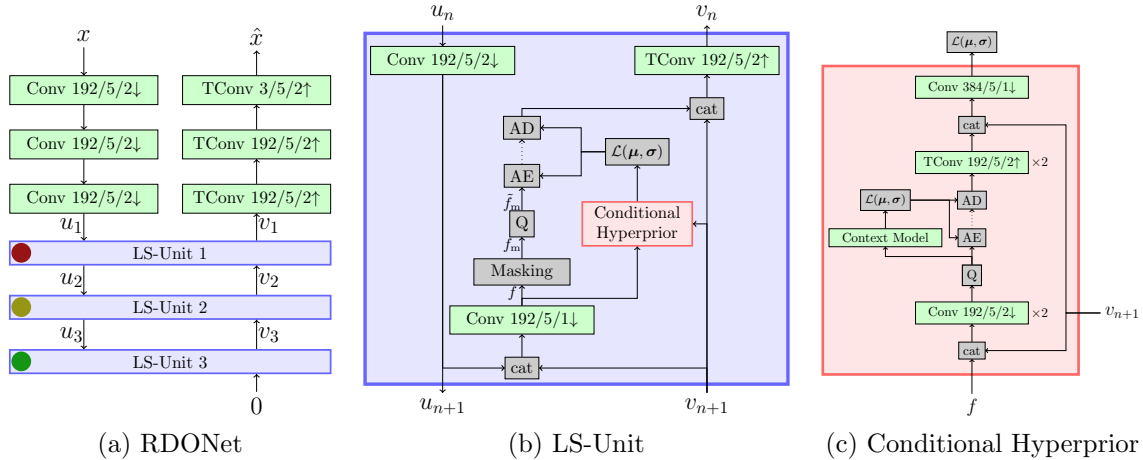 x
x̂
Conv 192/5/2↓
TConv 3/5/2↑
Conv 192/5/2↓
TConv 192/5/2↑
Conv 192/5/2↓
TConv 192/5/2↑
u₁
v₁
LS-Unit 1
u₂
v₂
LS-Unit 2
u₃
v₃
LS-Unit 3
0
(a) RDONet
uₙ
vₙ
Conv 192/5/2↓
TConv 192/5/2↑
cat
AD
ℒ(μ, σ)
AE
f̃ₘ
Q
Conditional
Hyperprior
fₘ
Masking
f
Conv 192/5/1↓
cat
uₙ₊₁
vₙ₊₁
(b) LS-Unit
ℒ(μ, σ)
Conv 384/5/1↓
cat
TConv 192/5/2↑ ×2
ℒ(μ, σ)
AD
Context Model
AE
Q
Conv 192/5/2↓ ×2
vₙ₊₁
cat
f
(c) Conditional Hyperprior